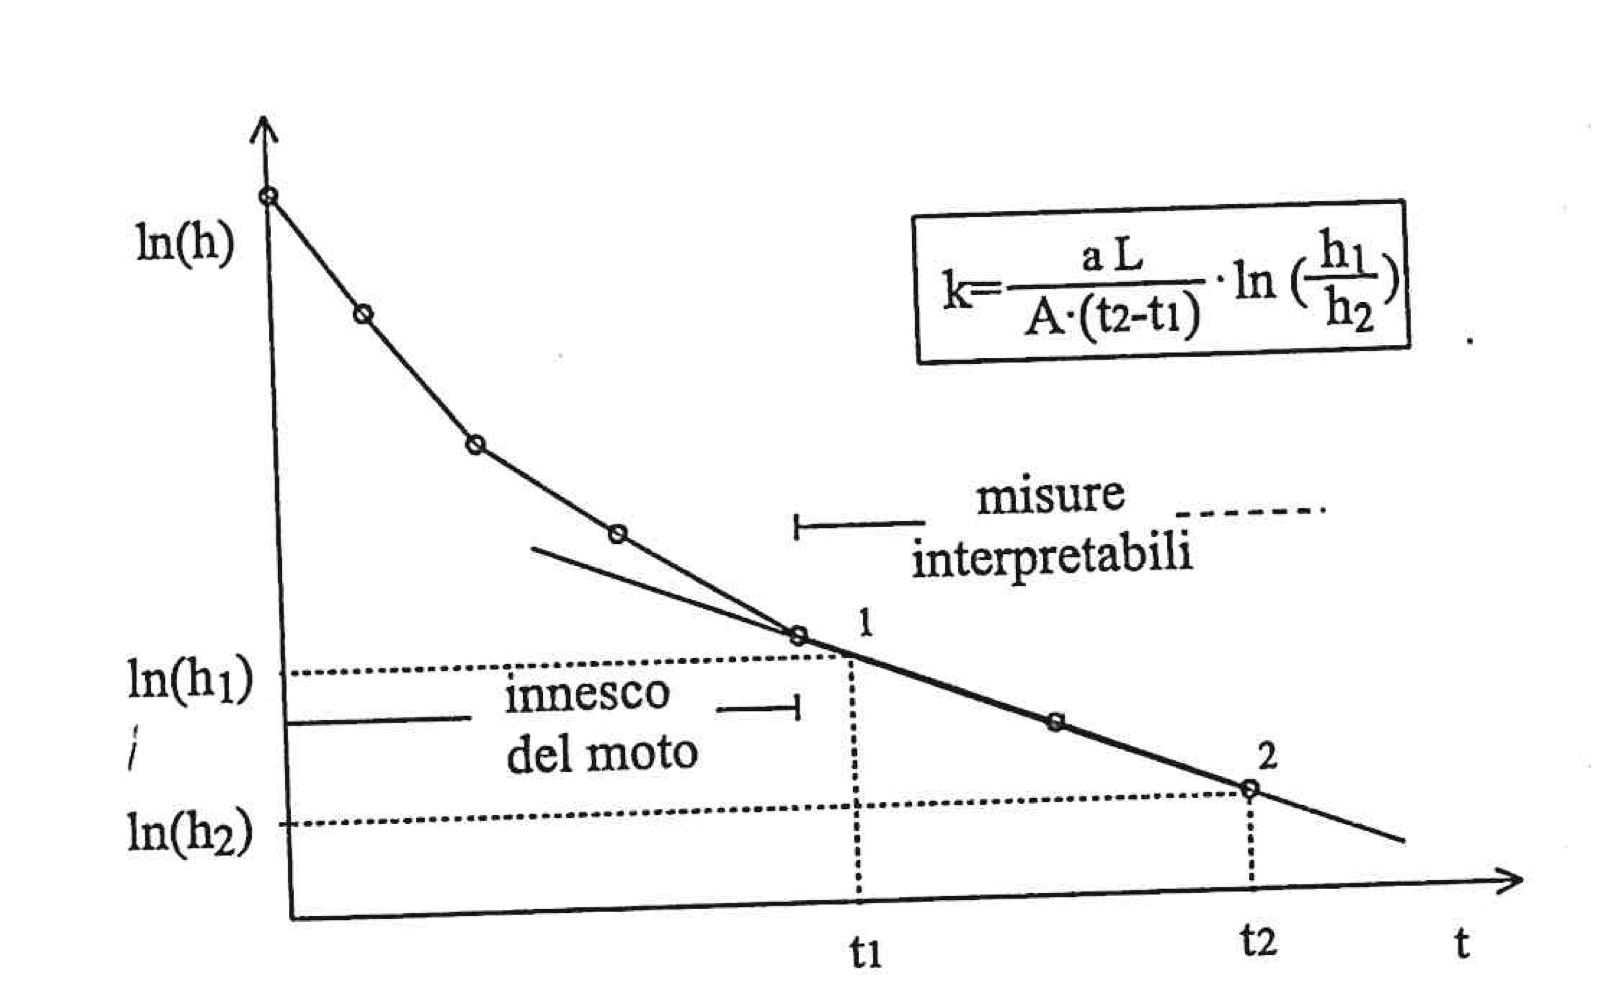 ln(h)
k= a L / A·(t2-t1) · ln (h1/h2)
misure
interpretabili
1
ln(h1)
innesco
del moto
2
ln(h2)
t1
t2
t